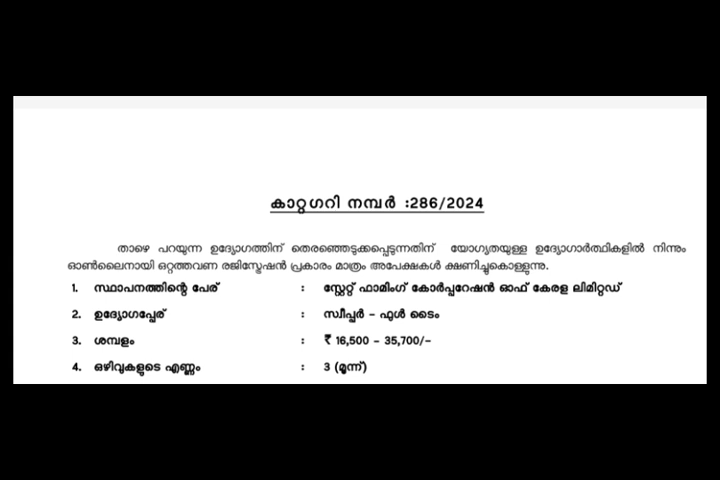 കാറ്റഗറി നമ്പർ :286/2024
താഴെ പറയുന്ന ഉദ്യോഗത്തിന് തെരഞ്ഞെടുക്കപ്പെടുന്നതിന് യോഗ്യതയുള്ള ഉദ്യോഗാർത്ഥികളിൽ നിന്നും
ഓൺലൈനായി ഒറ്റത്തവണ രജിസ്ട്രേഷൻ പ്രകാരം മാത്രം അപേക്ഷകൾ ക്ഷണിച്ചുകൊള്ളുന്നു.
1. സ്ഥാപനത്തിന്റെ പേര് : സ്റ്റേറ്റ് ഫാമിംഗ് കോർപ്പറേഷൻ ഓഫ് കേരള ലിമിറ്റഡ്
2. ഉദ്യോഗപ്പേര് : സ്വീപ്പർ – ഫുൾ ടൈം
3. ശമ്പളം : ₹ 16,500 – 35,700/-
4. ഒഴിവുകളുടെ എണ്ണം : 3 (മൂന്ന്)